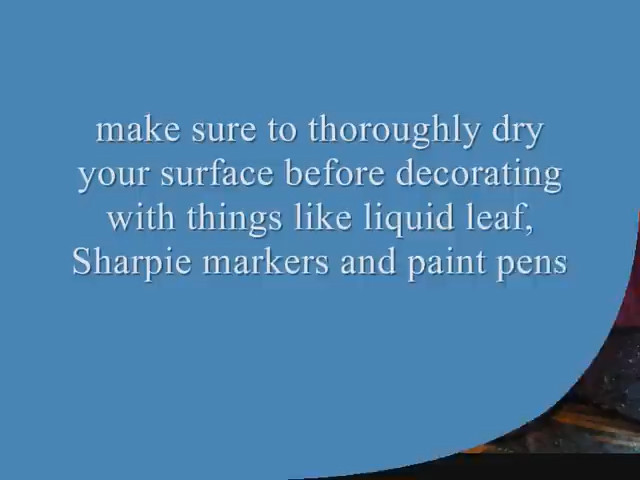 make sure to thoroughly dry
your surface before decorating
with things like liquid leaf,
Sharpie markers and paint pens